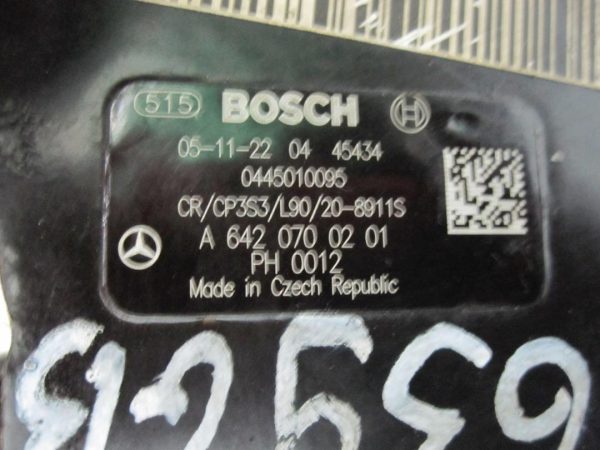 515 BOSCH
05-11-22 04 45434
0445010095
CR/CP3S3/L90/20-8911S
A 642 070 02 01
PH 0012
Made in Czech Republic